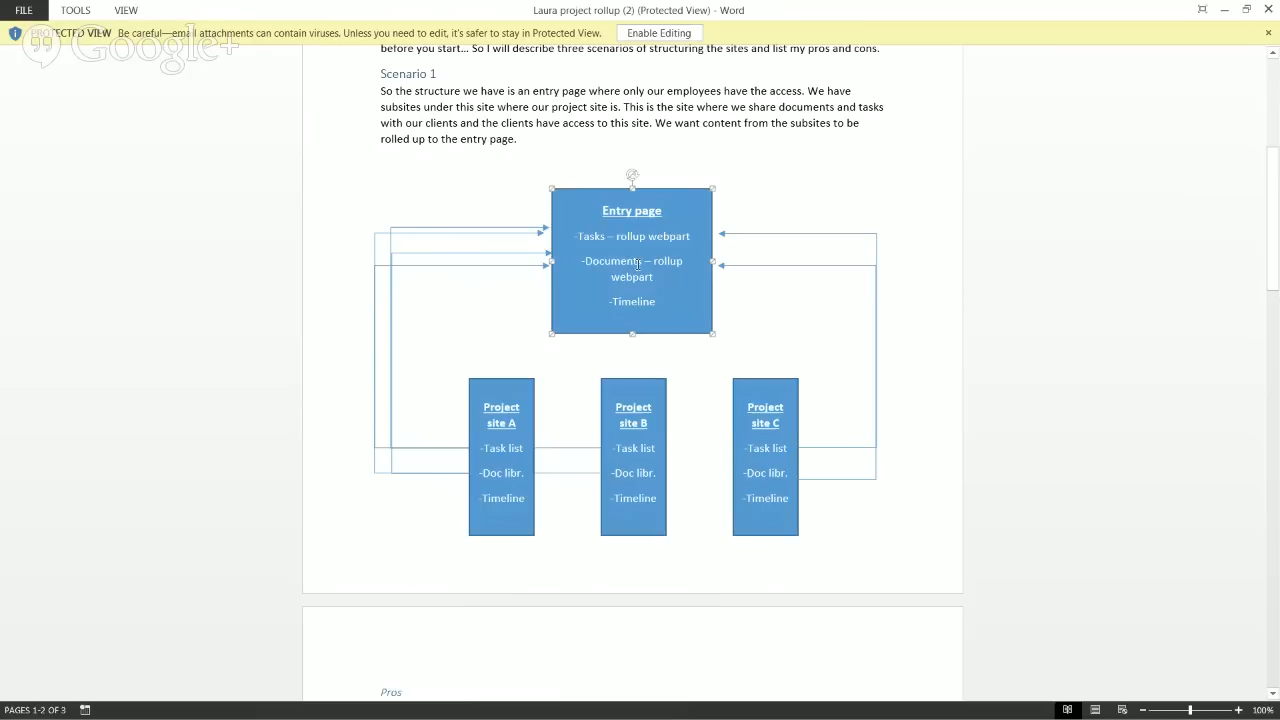 FILE TOOLS VIEW
Laura project rollup (2) (Protected View) - Word
PROTECTED VIEW Be careful—email attachments can contain viruses. Unless you need to edit, it's safer to stay in Protected View. Enable Editing
Google+
before you start... So I will describe three scenarios of structuring the sites and list my pros and cons.
Scenario 1
So the structure we have is an entry page where only our employees have the access. We have
subsites under this site where our project site is. This is the site where we share documents and tasks
with our clients and the clients have access to this site. We want content from the subsites to be
rolled up to the entry page.
Entry page
-Tasks – rollup webpart
-Documents – rollup
webpart
-Timeline
Project
site A
-Task list
-Doc libr.
-Timeline
Project
site B
-Task list
-Doc libr.
-Timeline
Project
site C
-Task list
-Doc libr.
-Timeline
Pros
PAGES 1-2 OF 3
100%